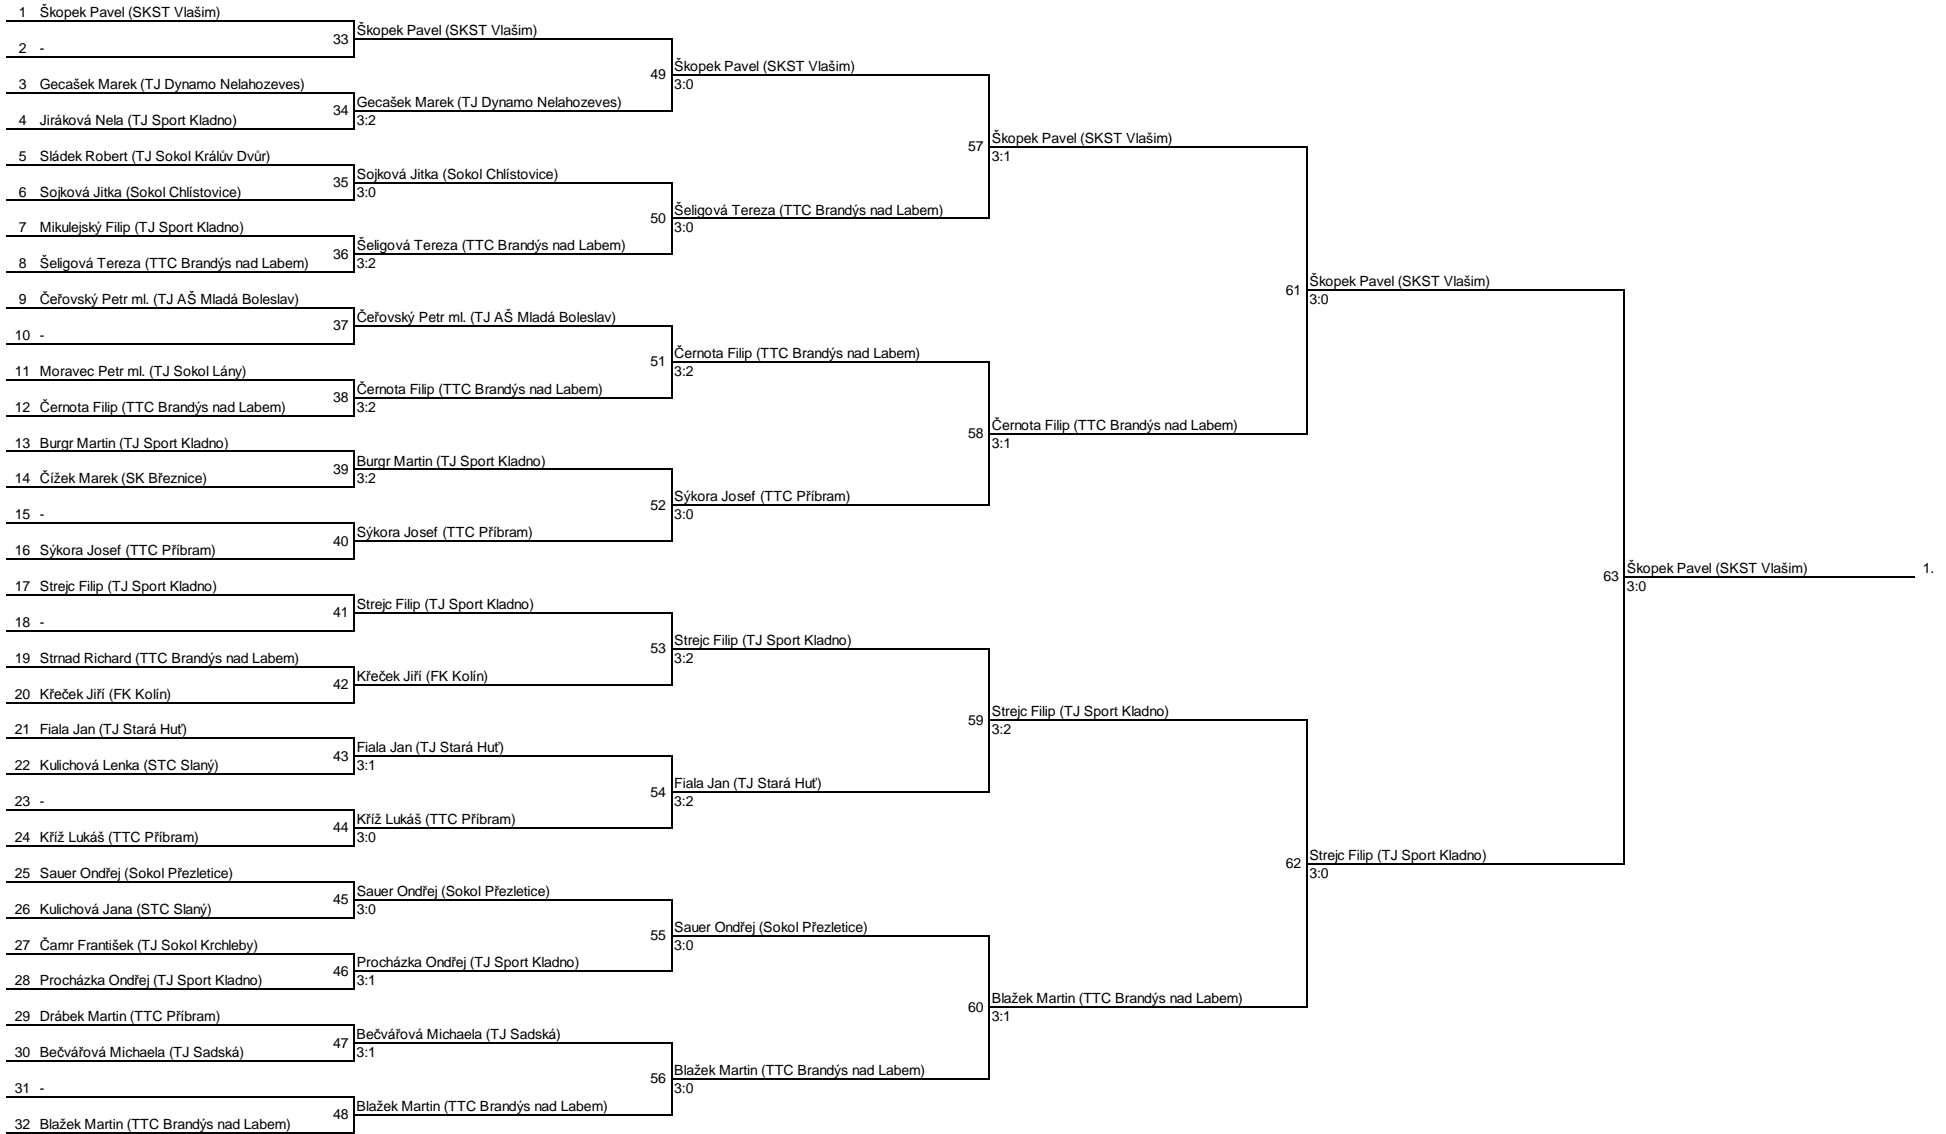 1 Škopek Pavel (SKST Vlašim)
2 -
3 Gecašek Marek (TJ Dynamo Nelahozeves)
4 Jiráková Nela (TJ Sport Kladno)
5 Sládek Robert (TJ Sokol Králův Dvůr)
6 Sojková Jitka (Sokol Chlístovice)
7 Mikulejský Filip (TJ Sport Kladno)
8 Šeligová Tereza (TTC Brandýs nad Labem)
9 Čeřovský Petr ml. (TJ AŠ Mladá Boleslav)
10 -
11 Moravec Petr ml. (TJ Sokol Lány)
12 Černota Filip (TTC Brandýs nad Labem)
13 Burgr Martin (TJ Sport Kladno)
14 Čížek Marek (SK Březnice)
15 -
16 Sýkora Josef (TTC Příbram)
17 Strejc Filip (TJ Sport Kladno)
18 -
19 Strnad Richard (TTC Brandýs nad Labem)
20 Křeček Jiří (FK Kolín)
21 Fiala Jan (TJ Stará Huť)
22 Kulichová Lenka (STC Slaný)
23 -
24 Kříž Lukáš (TTC Příbram)
25 Sauer Ondřej (Sokol Přezletice)
26 Kulichová Jana (STC Slaný)
27 Čamr František (TJ Sokol Krchleby)
28 Procházka Ondřej (TJ Sport Kladno)
29 Drábek Martin (TTC Příbram)
30 Bečvářová Michaela (TJ Sadská)
31 -
32 Blažek Martin (TTC Brandýs nad Labem)
33 Škopek Pavel (SKST Vlašim)
34 Gecašek Marek (TJ Dynamo Nelahozeves)
3:2
35 Sojková Jitka (Sokol Chlístovice)
3:0
36 Šeligová Tereza (TTC Brandýs nad Labem)
3:2
37 Čeřovský Petr ml. (TJ AŠ Mladá Boleslav)
38 Černota Filip (TTC Brandýs nad Labem)
3:2
39 Burgr Martin (TJ Sport Kladno)
3:2
40 Sýkora Josef (TTC Příbram)
41 Strejc Filip (TJ Sport Kladno)
42 Křeček Jiří (FK Kolín)
43 Fiala Jan (TJ Stará Huť)
3:1
44 Kříž Lukáš (TTC Příbram)
3:0
45 Sauer Ondřej (Sokol Přezletice)
3:0
46 Procházka Ondřej (TJ Sport Kladno)
3:1
47 Bečvářová Michaela (TJ Sadská)
3:1
48 Blažek Martin (TTC Brandýs nad Labem)
49 Škopek Pavel (SKST Vlašim)
3:0
50 Šeligová Tereza (TTC Brandýs nad Labem)
3:0
51 Černota Filip (TTC Brandýs nad Labem)
3:2
52 Sýkora Josef (TTC Příbram)
3:0
53 Strejc Filip (TJ Sport Kladno)
3:2
54 Fiala Jan (TJ Stará Huť)
3:2
55 Sauer Ondřej (Sokol Přezletice)
3:0
56 Blažek Martin (TTC Brandýs nad Labem)
3:0
57 Škopek Pavel (SKST Vlašim)
3:1
58 Černota Filip (TTC Brandýs nad Labem)
3:1
59 Strejc Filip (TJ Sport Kladno)
3:2
60 Blažek Martin (TTC Brandýs nad Labem)
3:1
61 Škopek Pavel (SKST Vlašim)
3:0
62 Strejc Filip (TJ Sport Kladno)
3:0
63 Škopek Pavel (SKST Vlašim) 1.
3:0